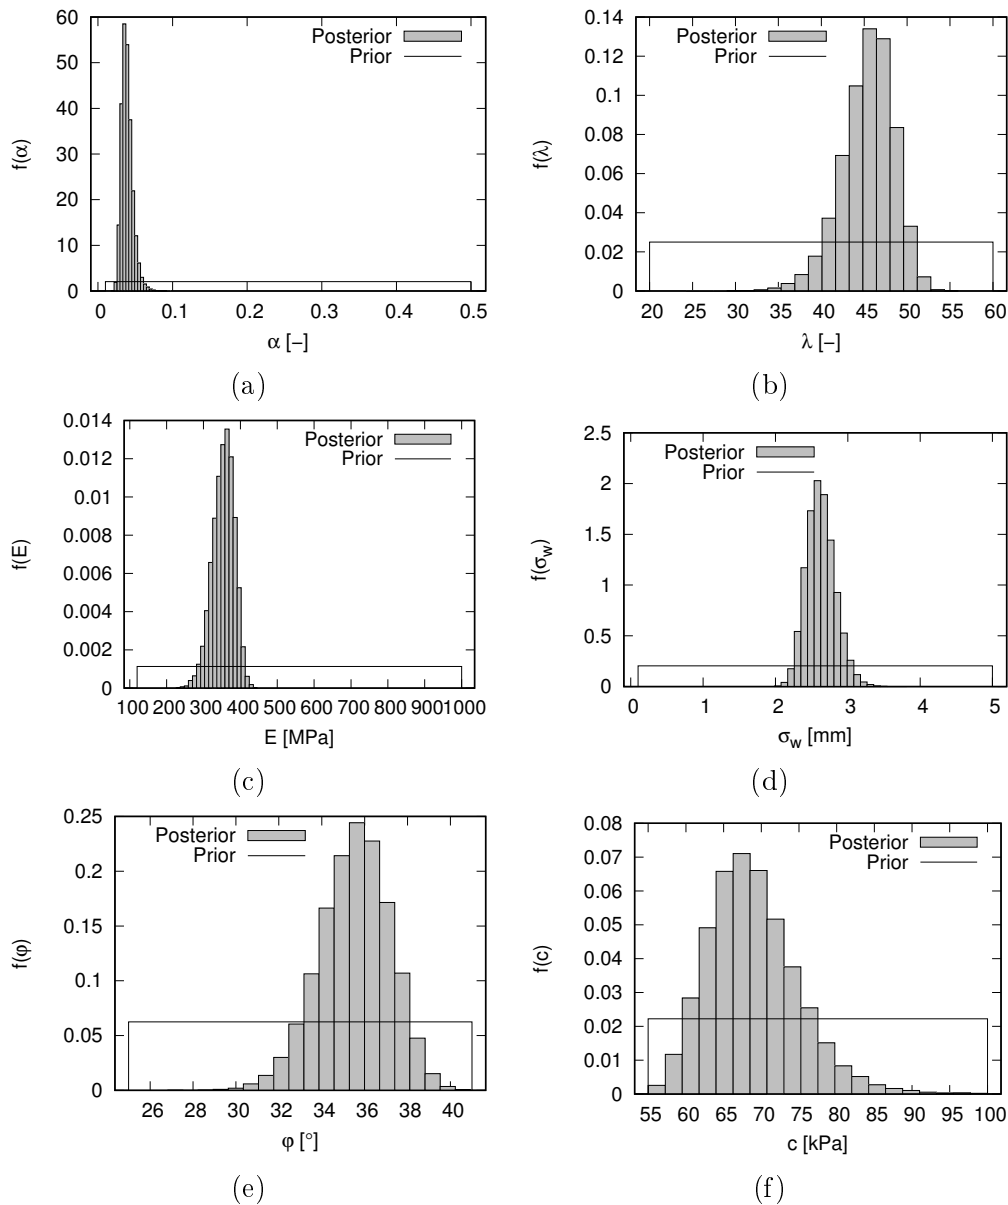 60
50
40
30
20
10
0
f(α)
Posterior
Prior
0 0.1 0.2 0.3 0.4 0.5
α [−]
(a)
0.14
0.12
0.1
0.08
0.06
0.04
0.02
0
f(λ)
Posterior
Prior
20 25 30 35 40 45 50 55 60
λ [−]
(b)
0.014
0.012
0.01
0.008
0.006
0.004
0.002
0
f(E)
Posterior
Prior
100 200 300 400 500 600 700 800 900 1000
E [MPa]
(c)
2.5
2
1.5
1
0.5
0
f(σw)
Posterior
Prior
0 1 2 3 4 5
σw [mm]
(d)
0.25
0.2
0.15
0.1
0.05
0
f(φ)
Posterior
Prior
26 28 30 32 34 36 38 40
φ [°]
(e)
0.08
0.07
0.06
0.05
0.04
0.03
0.02
0.01
0
f(c)
Posterior
Prior
55 60 65 70 75 80 85 90 95 100
c [kPa]
(f)